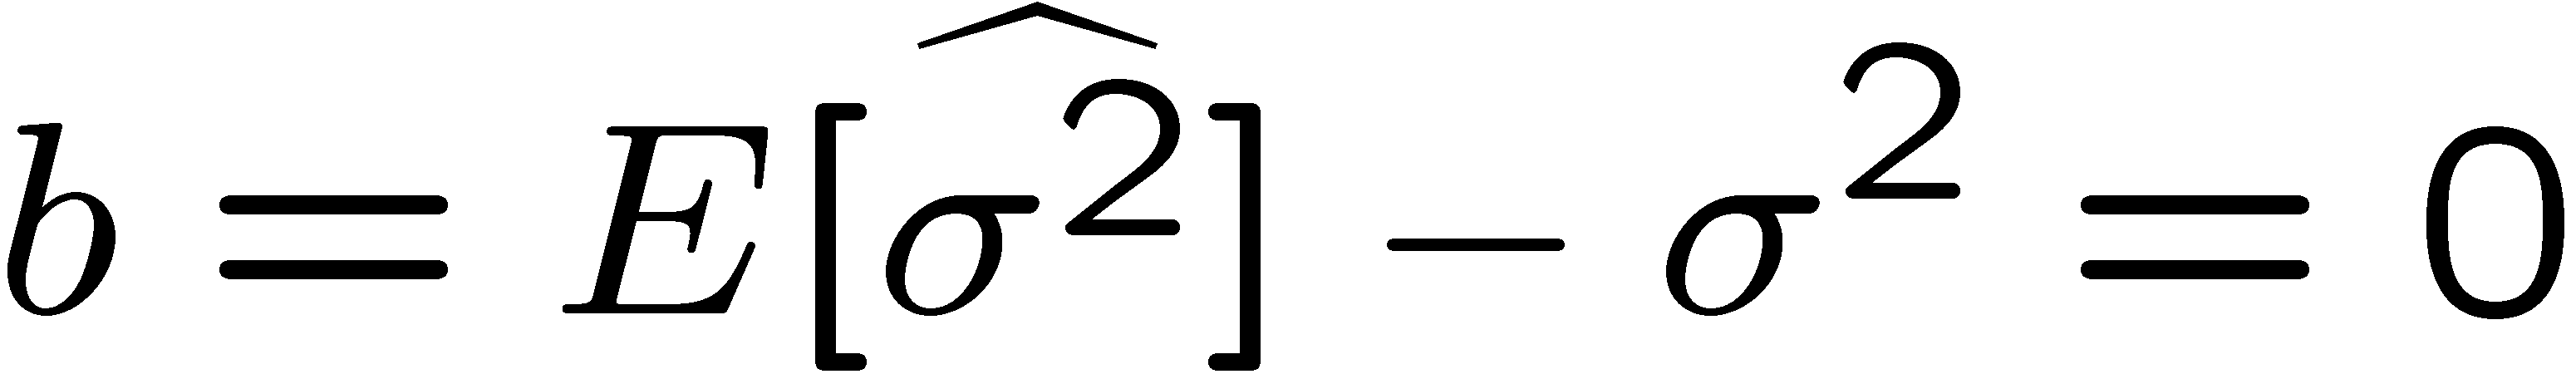 $b = E[\widehat{\sigma^2}] - \sigma^2 = 0$